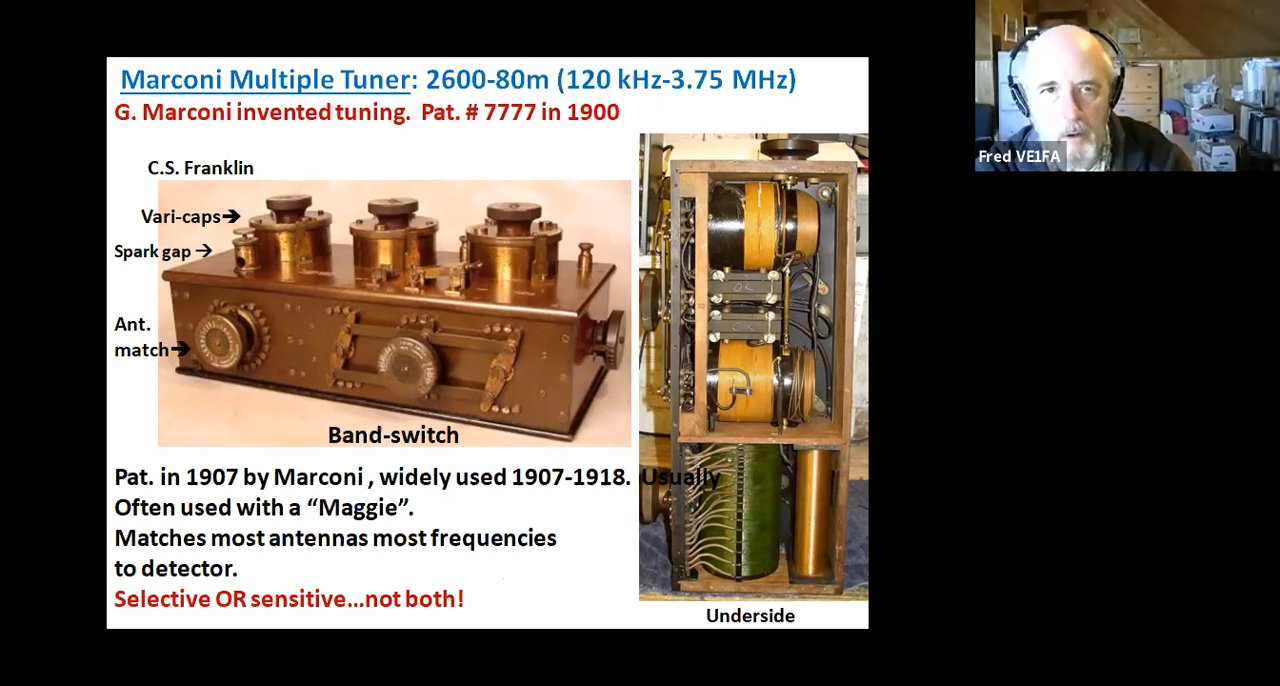 Marconi Multiple Tuner: 2600-80m (120 kHz-3.75 MHz)
G. Marconi invented tuning. Pat. # 7777 in 1900
C.S. Franklin
Vari-caps→
Spark gap →
Ant.
match→
Band-switch
Pat. in 1907 by Marconi , widely used 1907-1918. Usually
Often used with a “Maggie”.
Matches most antennas most frequencies
to detector.
Selective OR sensitive...not both!
Underside
Fred VE1FA